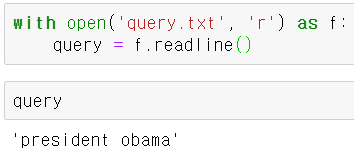 with open('query.txt', 'r') as f:
    query = f.readline()
query
'president obama'